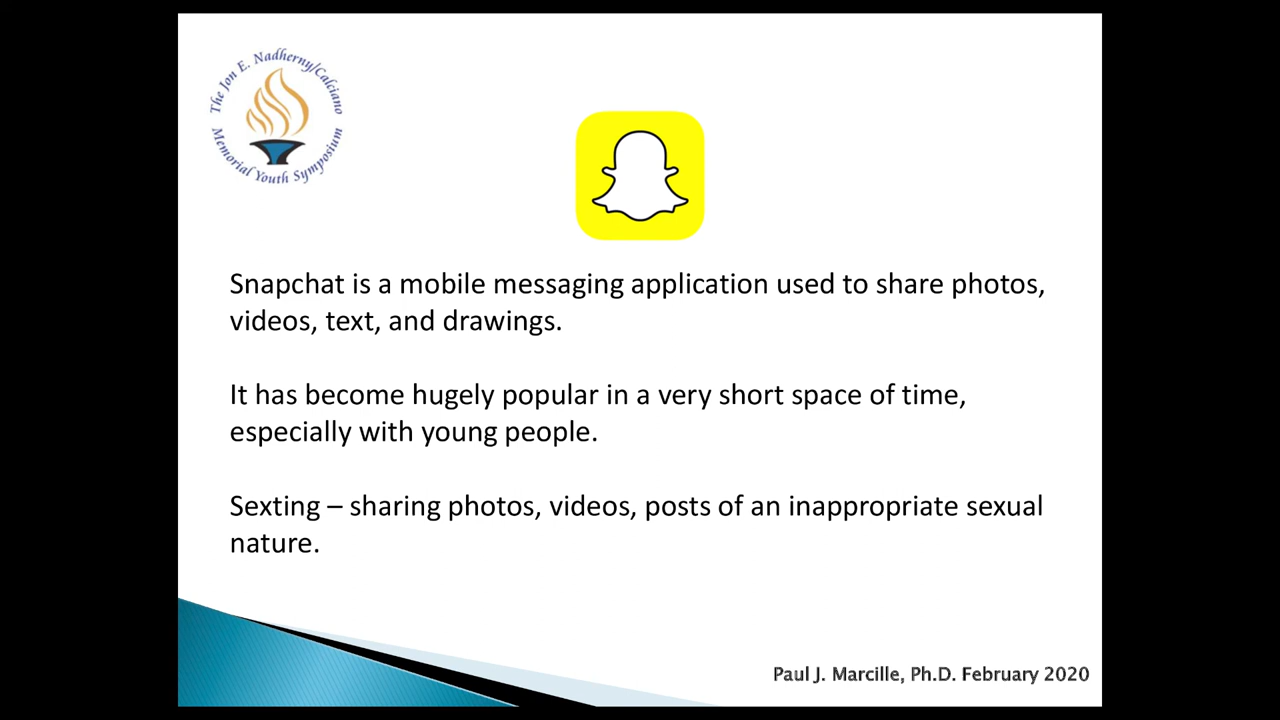 The Jon E. Nadherny/Calciano
Memorial Youth Symposium
Snapchat is a mobile messaging application used to share photos,
videos, text, and drawings.
It has become hugely popular in a very short space of time,
especially with young people.
Sexting – sharing photos, videos, posts of an inappropriate sexual
nature.
Paul J. Marcille, Ph.D. February 2020